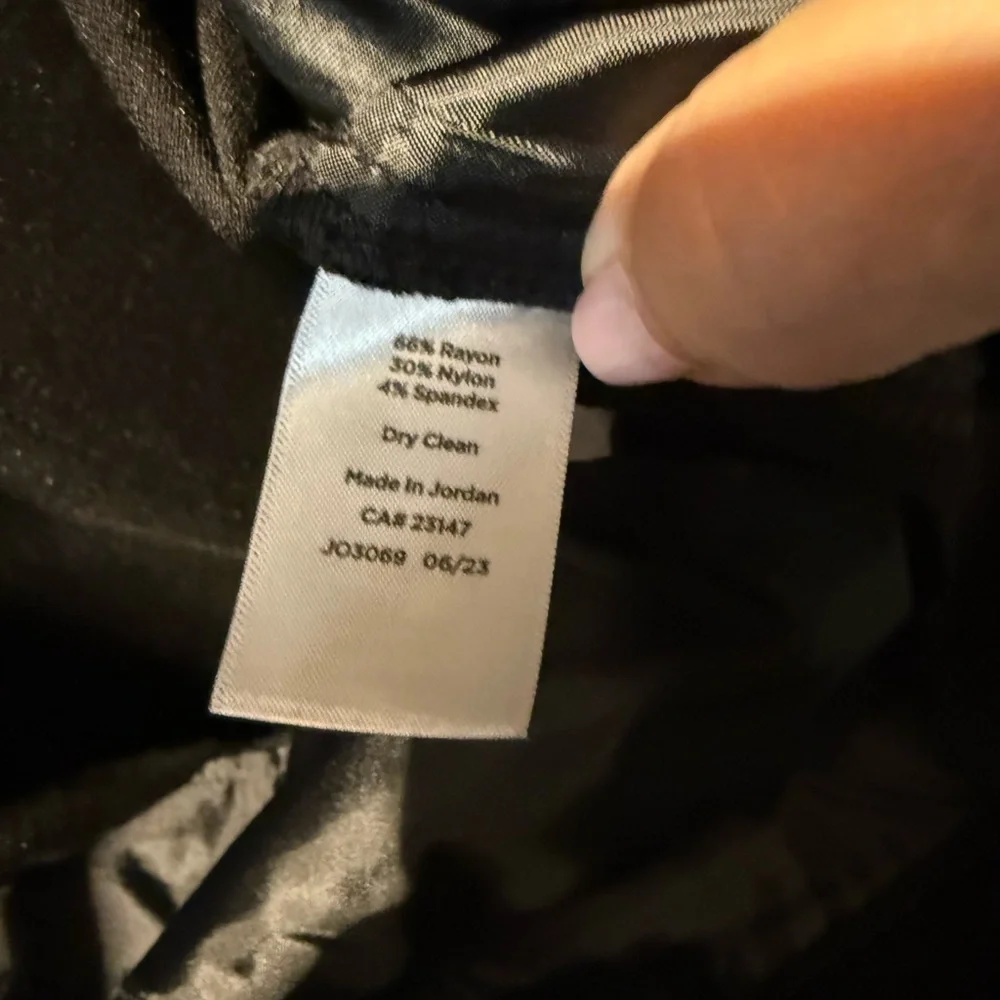 66% Rayon
30% Nylon
4% Spandex
Dry Clean
Made In Jordan
CA# 23147
JO3069 06/23